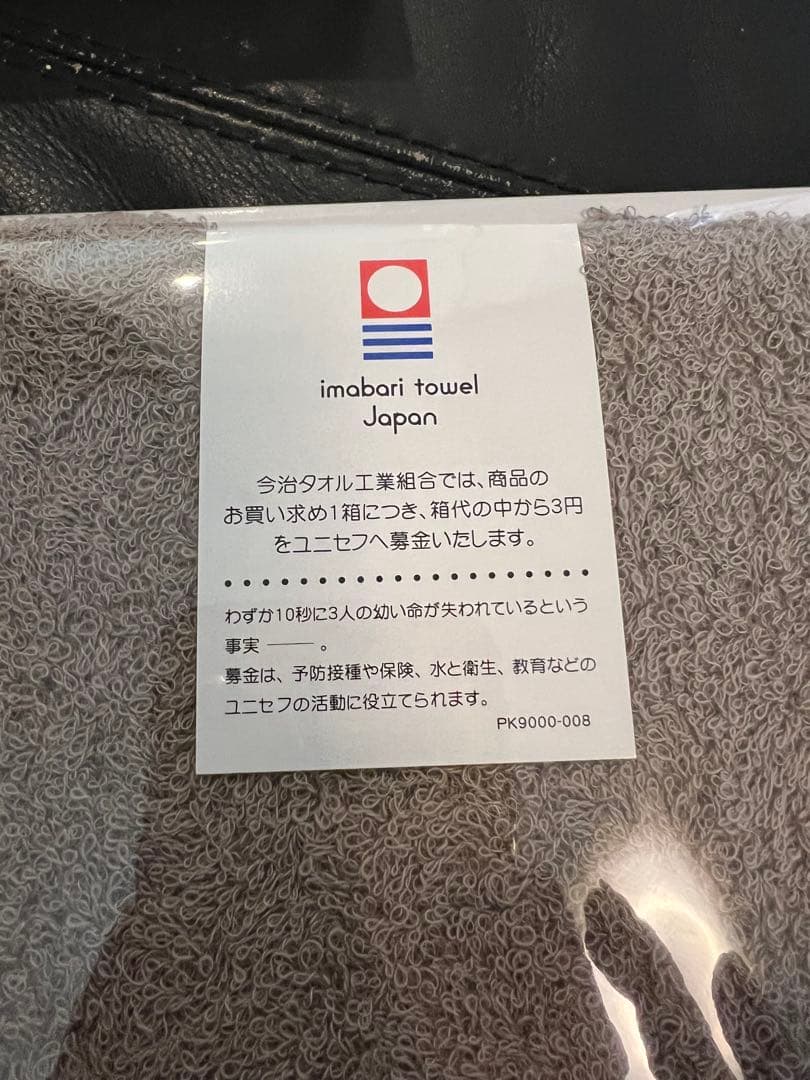 imabari towel
Japan
今治タオル工業組合では、商品の
お買い求め1箱につき、箱代の中から3円
をユニセフへ募金いたします。
わずか10秒に3人の幼い命が失われているという
事実 ——。
募金は、予防接種や保険、水と衛生、教育などの
ユニセフの活動に役立てられます。
PK9000-008